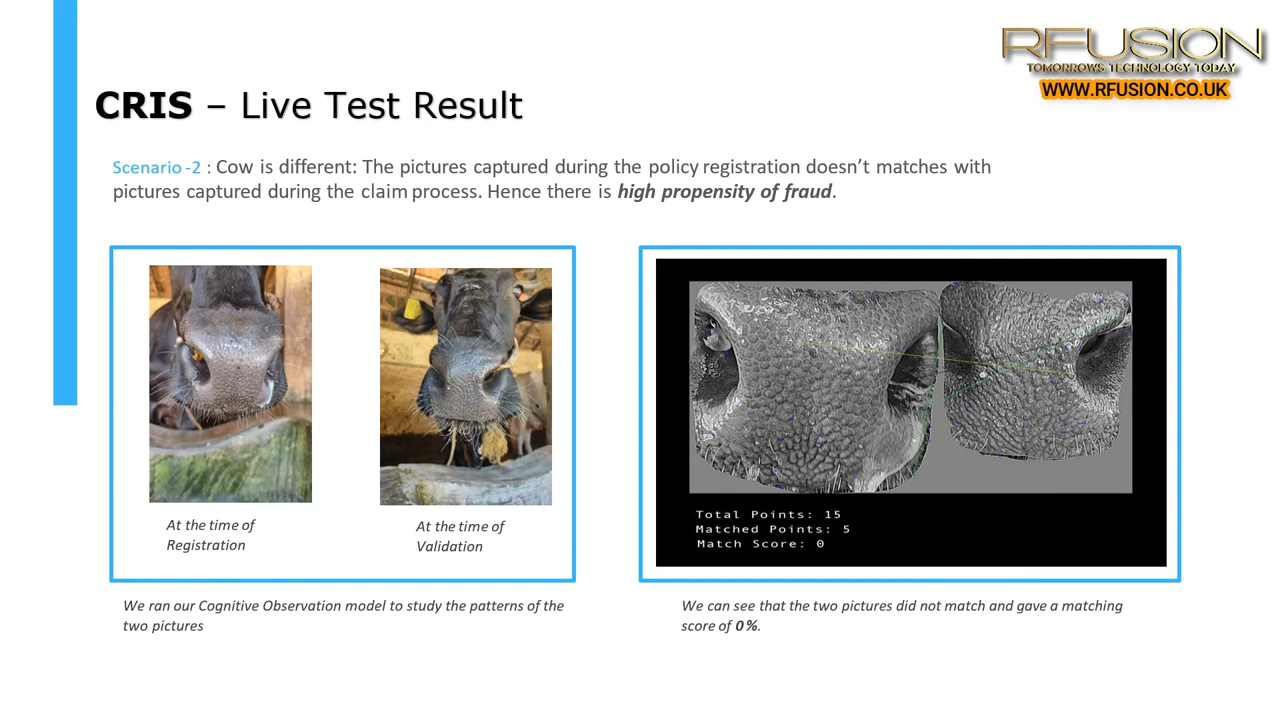 RFUSION
TOMORROWS TECHNOLOGY TODAY
WWW.RFUSION.CO.UK
CRIS – Live Test Result
Scenario -2 : Cow is different: The pictures captured during the policy registration doesn’t matches with
pictures captured during the claim process. Hence there is high propensity of fraud.
At the time of
Registration
At the time of
Validation
Total Points: 15
Matched Points: 5
Match Score: 0
We ran our Cognitive Observation model to study the patterns of the
two pictures
We can see that the two pictures did not match and gave a matching
score of 0%.